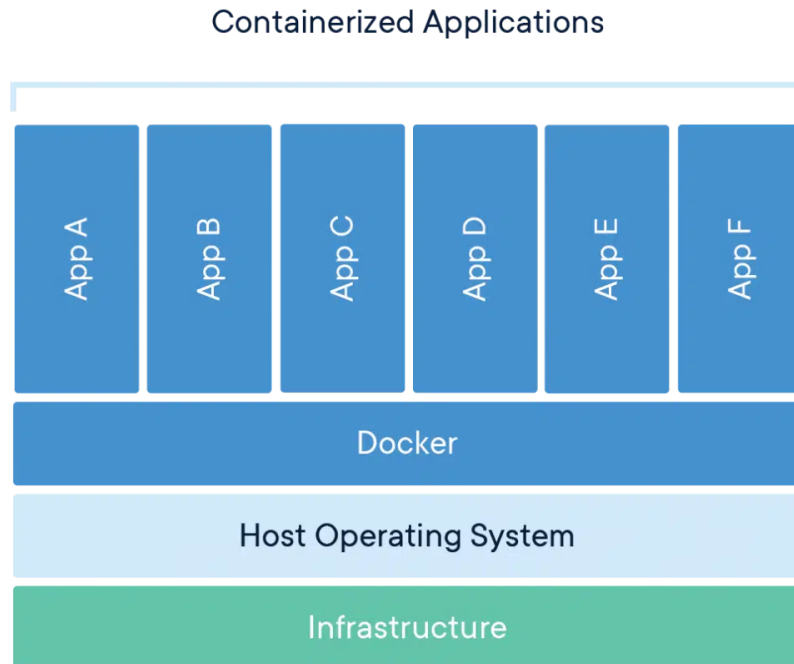 Containerized Applications
App A
App B
App C
App D
App E
App F
Docker
Host Operating System
Infrastructure